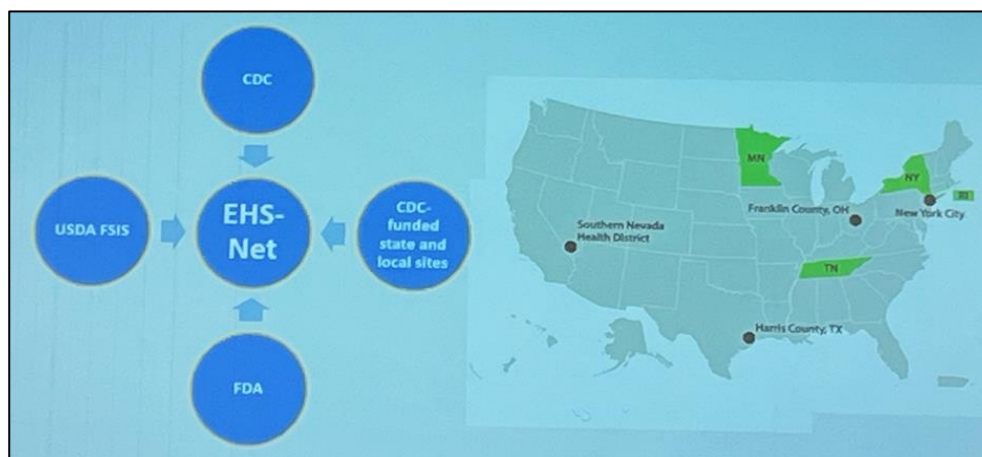 CDC
USDA FSIS
EHS-
Net
CDC-
funded
state and
local sites
FDA
MN
NY
RI
Franklin County, OH
New York City
Southern Nevada
Health District
TN
Harris County, TX